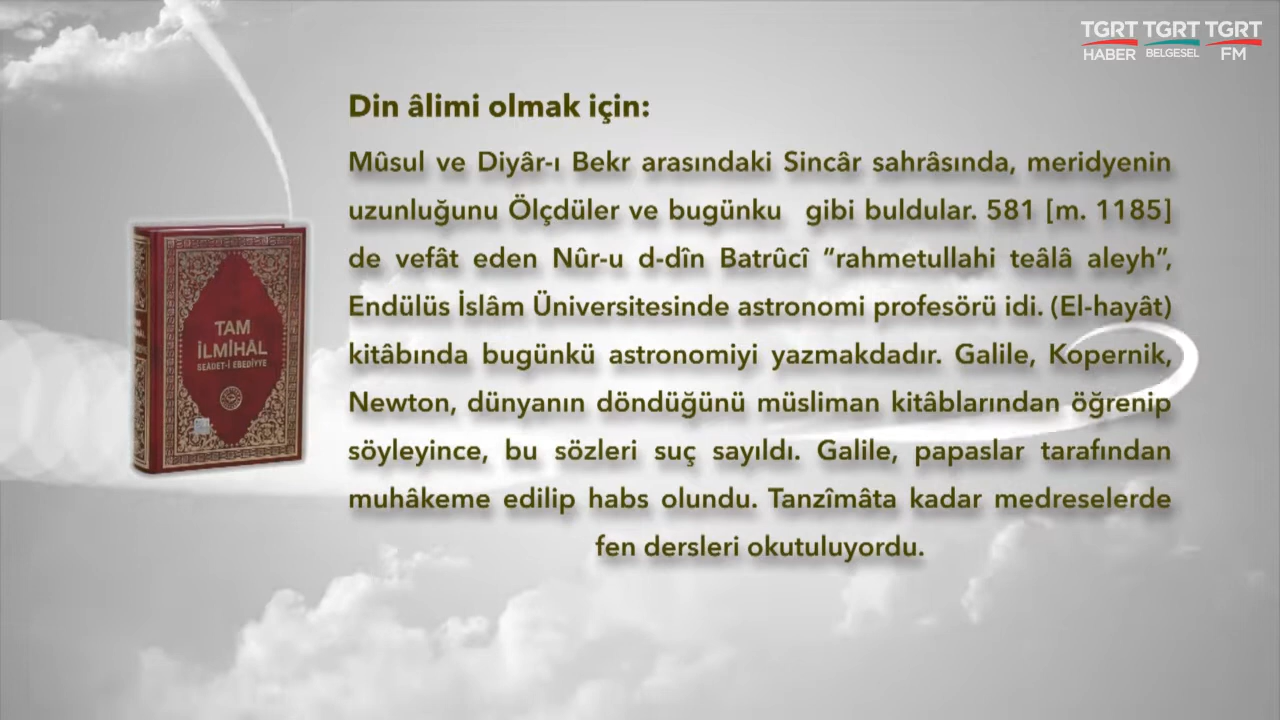 TGRT TGRT TGRT
HABER BELGESEL FM
Din âlimi olmak için:
Mûsul ve Diyâr-ı Bekr arasındaki Sincâr sahrâsında, meridyenin
uzunluğunu Ölçdüler ve bugünku gibi buldular. 581 [m. 1185]
de vefât eden Nûr-u d-dîn Batrûcî “rahmetullahi teâlâ aleyh”,
Endülüs İslâm Üniversitesinde astronomi profesörü idi. (El-hayât)
kitâbında bugünkü astronomiyi yazmakdadır. Galile, Kopernik,
Newton, dünyanın döndüğünü müsliman kitâblarından öğrenip
söyleyince, bu sözleri suç sayıldı. Galile, papaslar tarafından
muhâkeme edilip habs olundu. Tanzîmâta kadar medreselerde
fen dersleri okutuluyordu.
TAM
İLMİHÂL
SEÂDET-İ EBEDİYYE